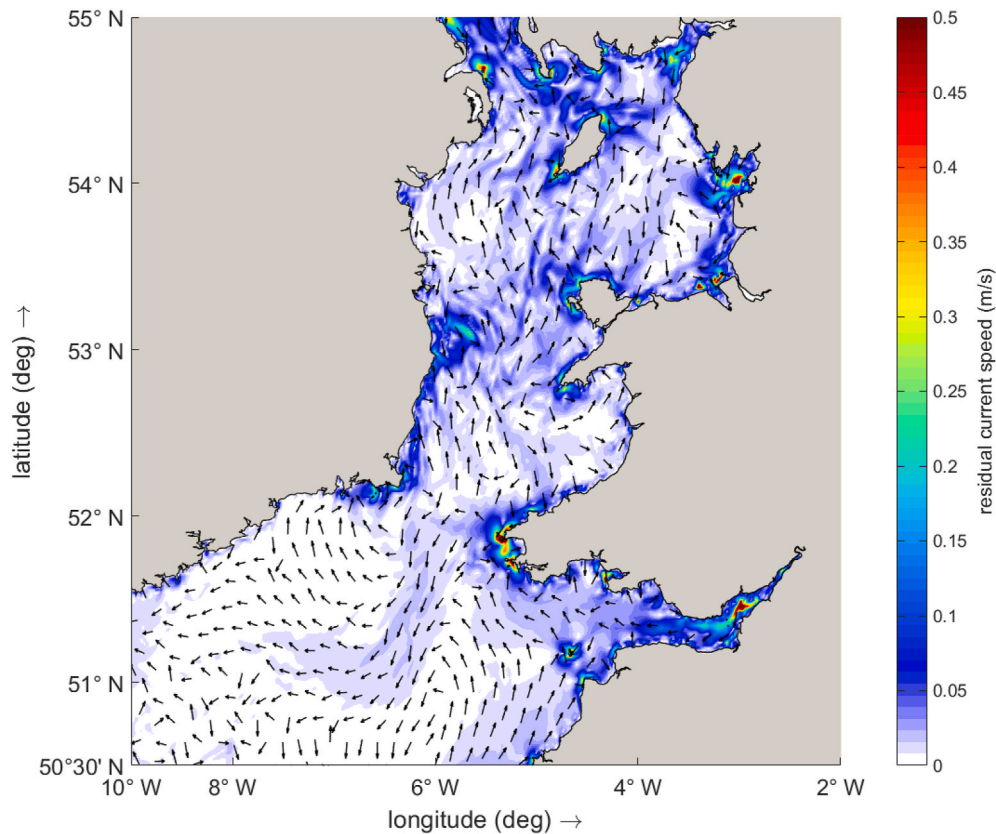 55° N
54° N
53° N
52° N
51° N
50°30' N
latitude (deg) →
10° W
8° W
6° W
4° W
2° W
longitude (deg) →
0.5
0.45
0.4
0.35
0.3
0.25
0.2
0.15
0.1
0.05
0
residual current speed (m/s)